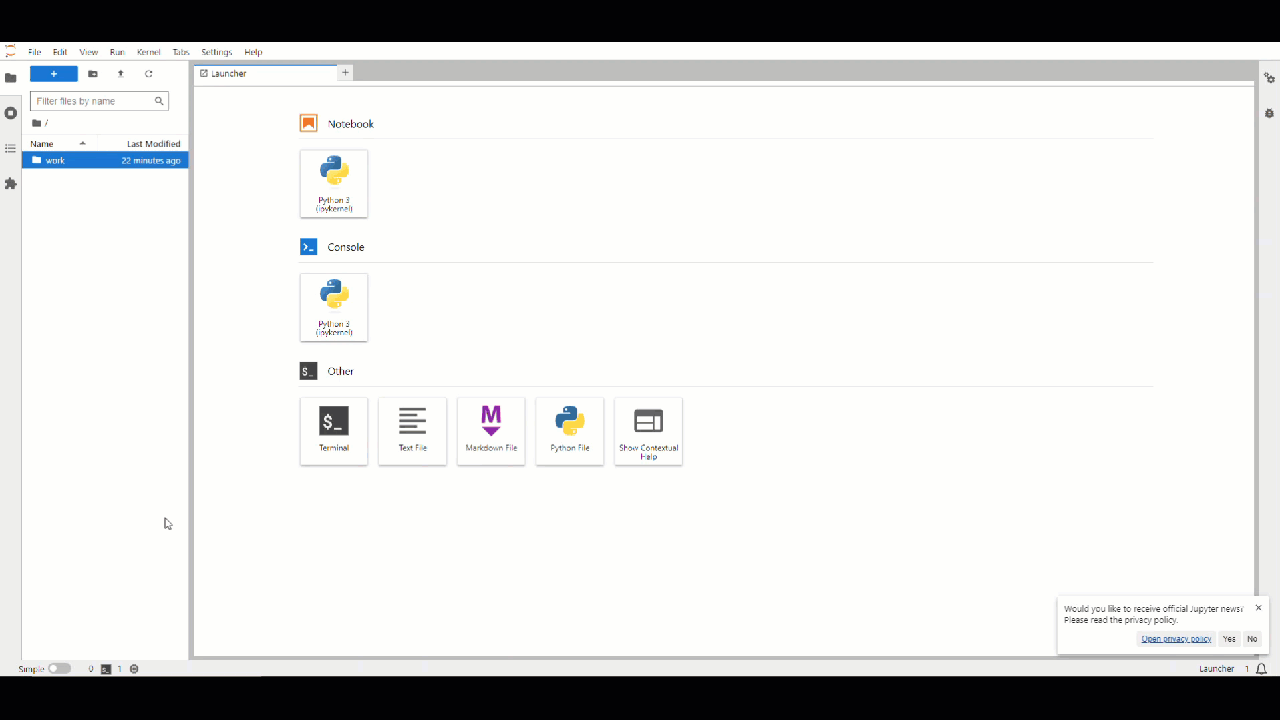 File Edit View Run Kernel Tabs Settings Help
Launcher
Filter files by name
/
Name Last Modified
work 22 minutes ago
Notebook
Python 3
(ipykernel)
Console
Python 3
(ipykernel)
$_ Other
$_
M
Terminal Text File Markdown File Python File Show Contextual
Help
Would you like to receive official Jupyter news?
Please read the privacy policy.
Open privacy policy Yes No
Simple 0 $_ 1 Launcher 1